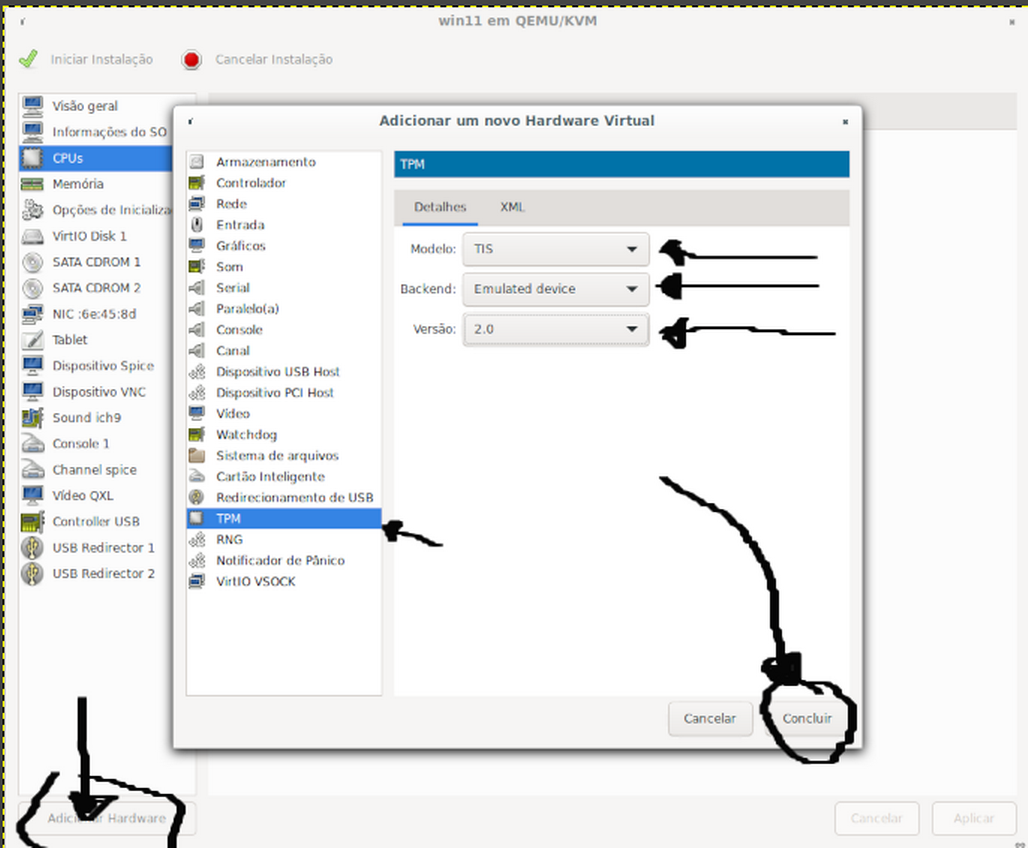 win11 em QEMU/KVM
Iniciar Instalação
Cancelar Instalação
Visão geral
Informações do SO
CPUs
Memória
Opções de Inicializa
VirtIO Disk 1
SATA CDROM 1
SATA CDROM 2
NIC :6e:45:8d
Tablet
Dispositivo Spice
Dispositivo VNC
Sound ich9
Console 1
Channel spice
Vídeo QXL
Controller USB
USB Redirector 1
USB Redirector 2
Adicionar um novo Hardware Virtual
Armazenamento
Controlador
Rede
Entrada
Gráficos
Som
Serial
Paralelo(a)
Console
Canal
Dispositivo USB Host
Dispositivo PCI Host
Vídeo
Watchdog
Sistema de arquivos
Cartão Inteligente
Redirecionamento de USB
TPM
RNG
Notificador de Pânico
VirtIO VSOCK
TPM
Detalhes XML
Modelo: TIS
Backend: Emulated device
Versão: 2.0
Cancelar Concluir
Adicionar Hardware
Cancelar Aplicar